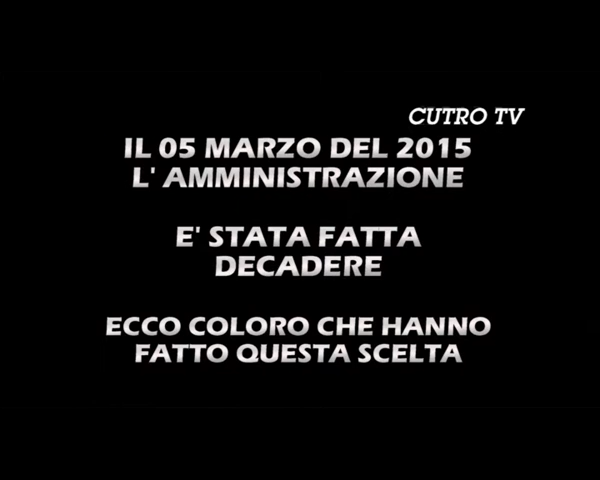 CUTRO TV
IL 05 MARZO DEL 2015
L' AMMINISTRAZIONE
E' STATA FATTA
DECADERE
ECCO COLORO CHE HANNO
FATTO QUESTA SCELTA